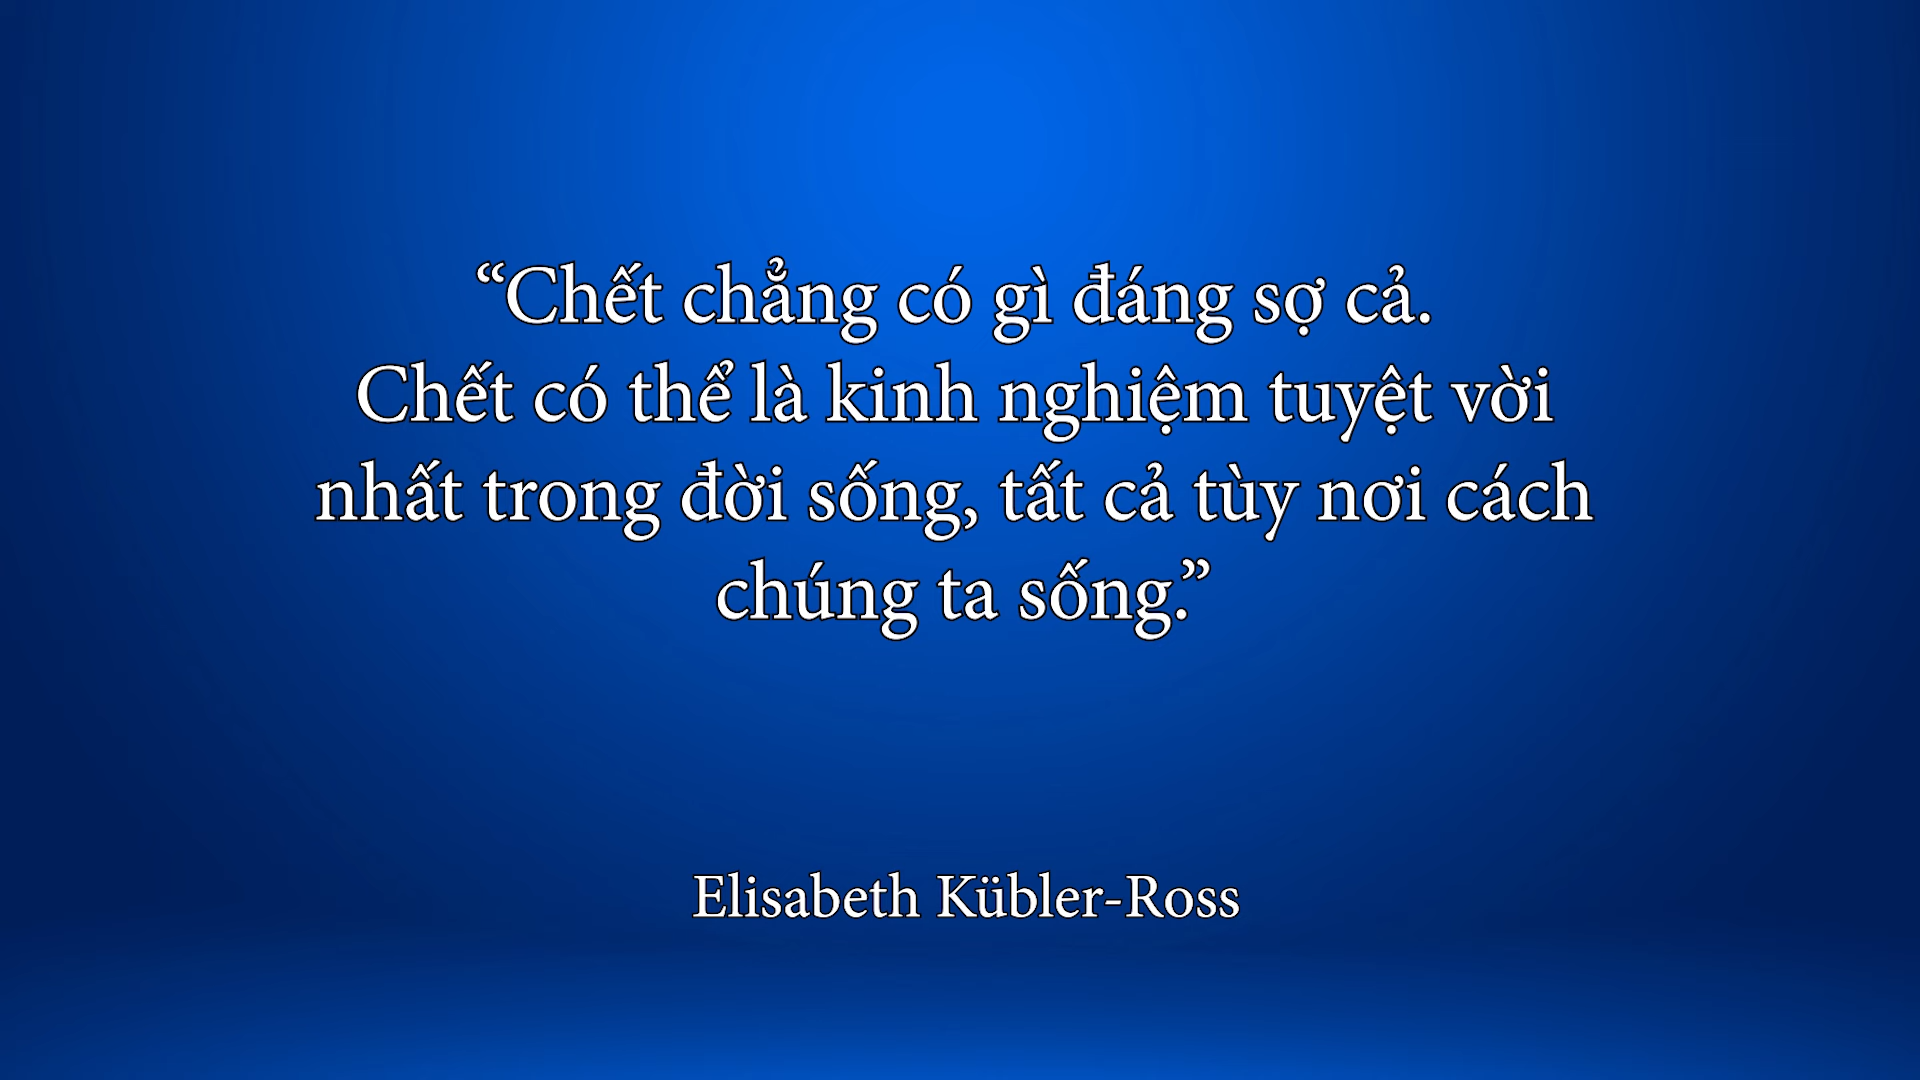 “Chết chẳng có gì đáng sợ cả.
Chết có thể là kinh nghiệm tuyệt vời
nhất trong đời sống, tất cả tùy nơi cách
chúng ta sống.”
Elisabeth Kübler-Ross